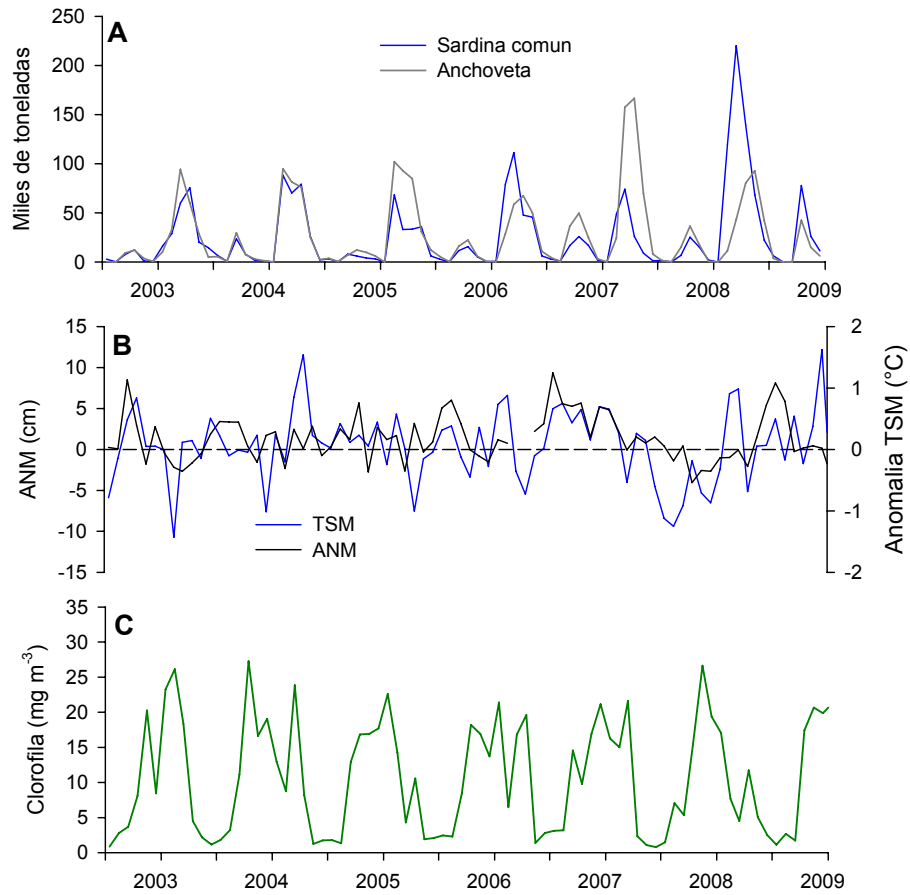 A
Sardina comun
Anchoveta
Miles de toneladas
250
200
150
100
50
0
2003 2004 2005 2006 2007 2008 2009
B
ANM (cm)
15
10
5
0
-5
-10
-15
TSM
ANM
Anomalia TSM (°C)
2
1
0
-1
-2
C
Clorofila (mg m⁻³)
35
30
25
20
15
10
5
0
2003 2004 2005 2006 2007 2008 2009